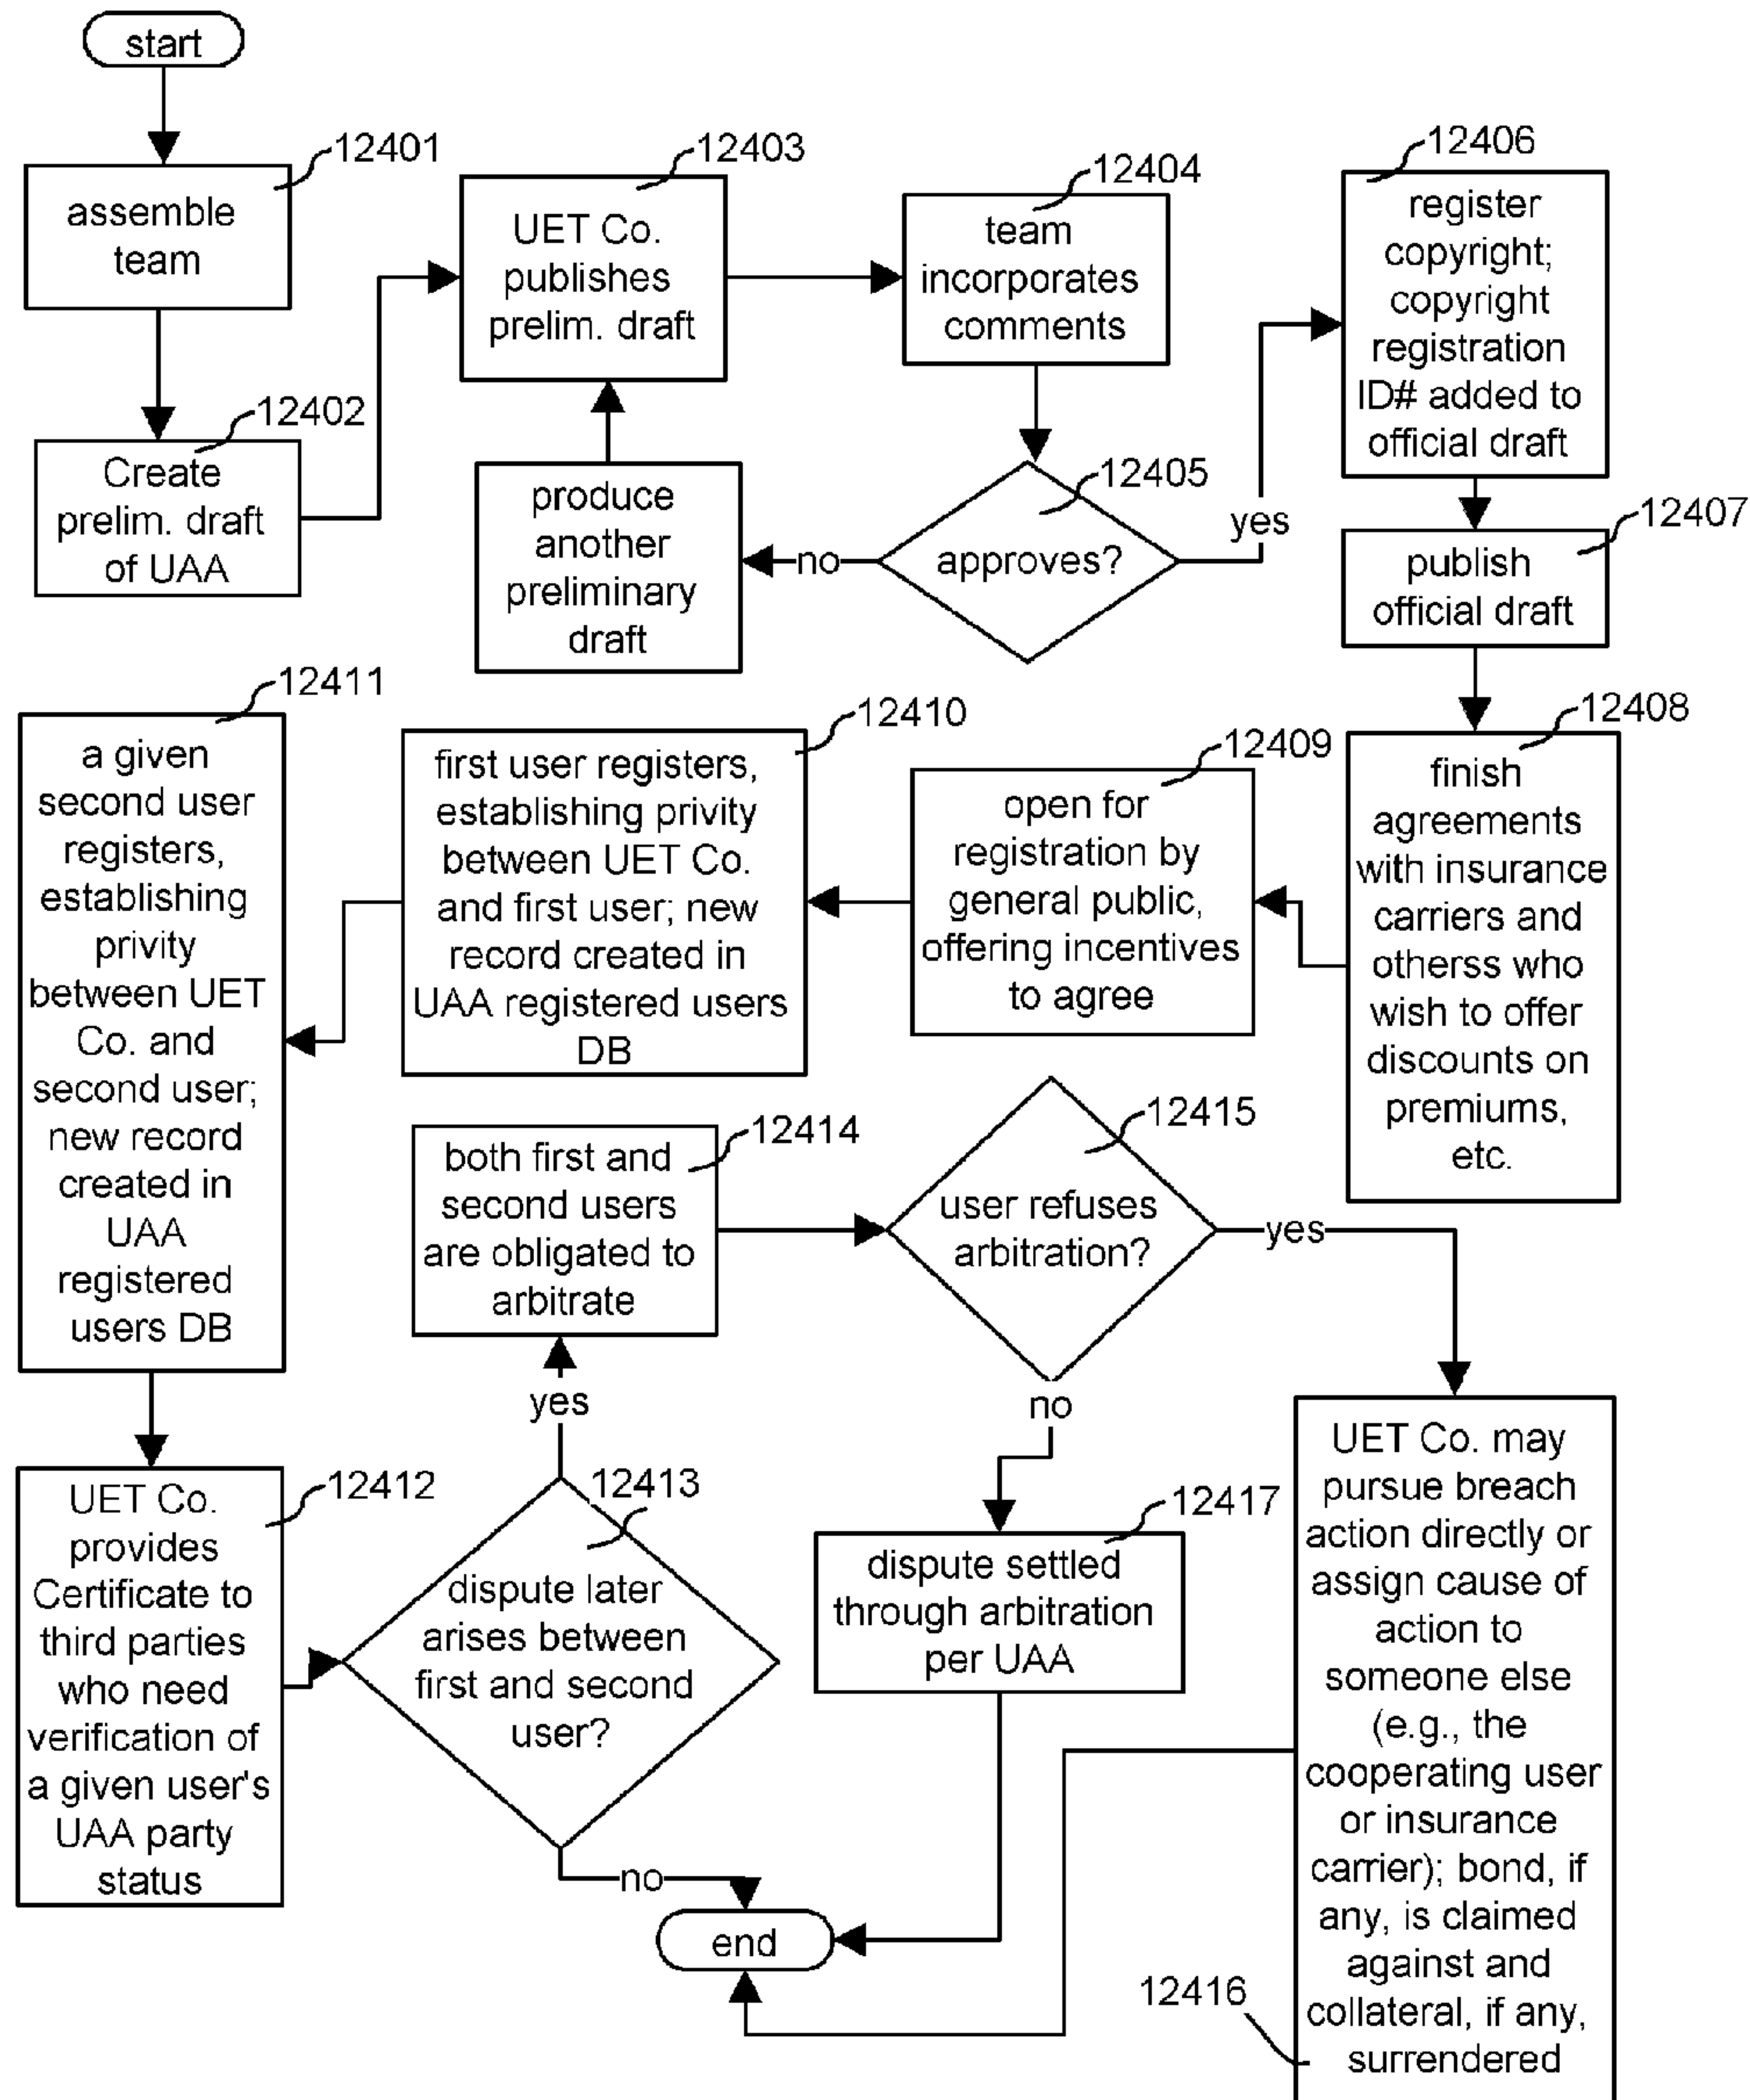 start
12401
assemble
team
12402
Create
prelim. draft
of UAA
12403
UET Co.
publishes
prelim. draft
12404
team
incorporates
comments
12405
approves?
no
produce
another
preliminary
draft
yes
12406
register
copyright;
copyright
registration
ID# added to
official draft
12407
publish
official draft
12408
finish
agreements
with insurance
carriers and
otherss who
wish to offer
discounts on
premiums,
etc.
12409
open for
registration by
general public,
offering incentives
to agree
12410
first user registers,
establishing privity
between UET Co.
and first user; new
record created in
UAA registered users
DB
12411
a given
second user
registers,
establishing
privity
between UET
Co. and
second user;
new record
created in
UAA
registered
users DB
12412
UET Co.
provides
Certificate to
third parties
who need
verification of
a given user's
UAA party
status
12413
dispute later
arises between
first and second
user?
yes
no
12414
both first and
second users
are obligated to
arbitrate
12415
user refuses
arbitration?
yes
no
12417
dispute settled
through arbitration
per UAA
UET Co. may
pursue breach
action directly or
assign cause of
action to
someone else
(e.g., the
cooperating user
or insurance
carrier); bond, if
any, is claimed
against and
collateral, if any,
surrendered
12416
end